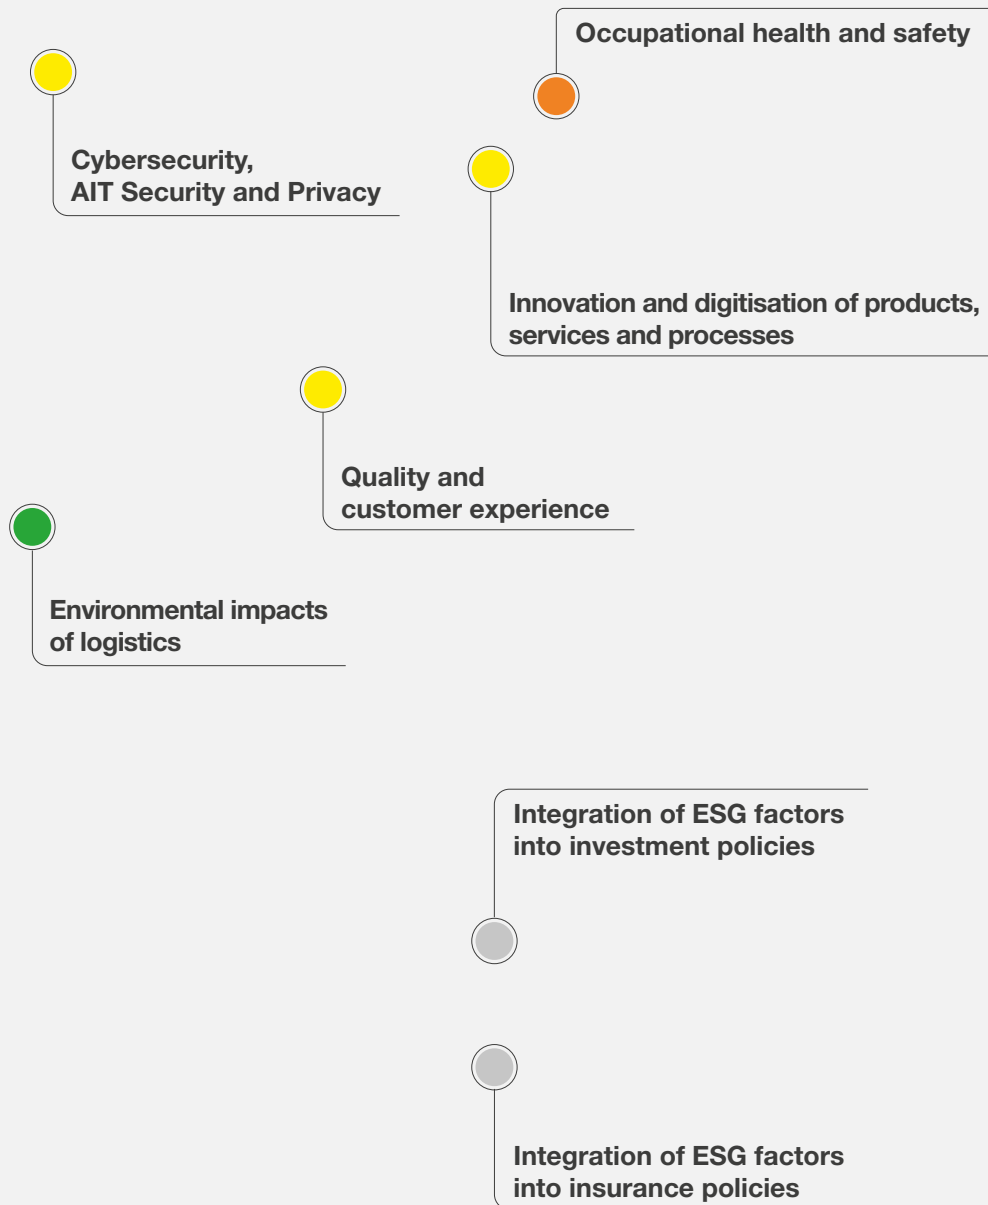 Occupational health and safety
Cybersecurity,
AIT Security and Privacy
Innovation and digitisation of products,
services and processes
Quality and
customer experience
Environmental impacts
of logistics
Integration of ESG factors
into investment policies
Integration of ESG factors
into insurance policies